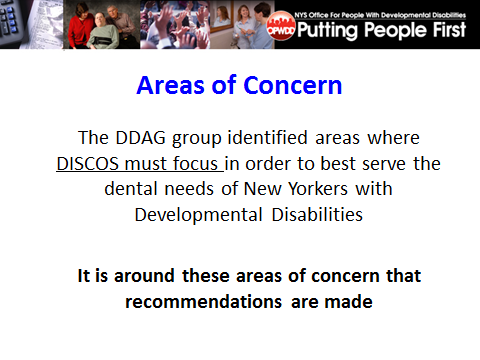 NYS Office For People With Developmental Disabilities
OPWDD
Putting People First
Areas of Concern
The DDAG group identified areas where
DISCOS must focus in order to best serve the
dental needs of New Yorkers with
Developmental Disabilities
It is around these areas of concern that
recommendations are made